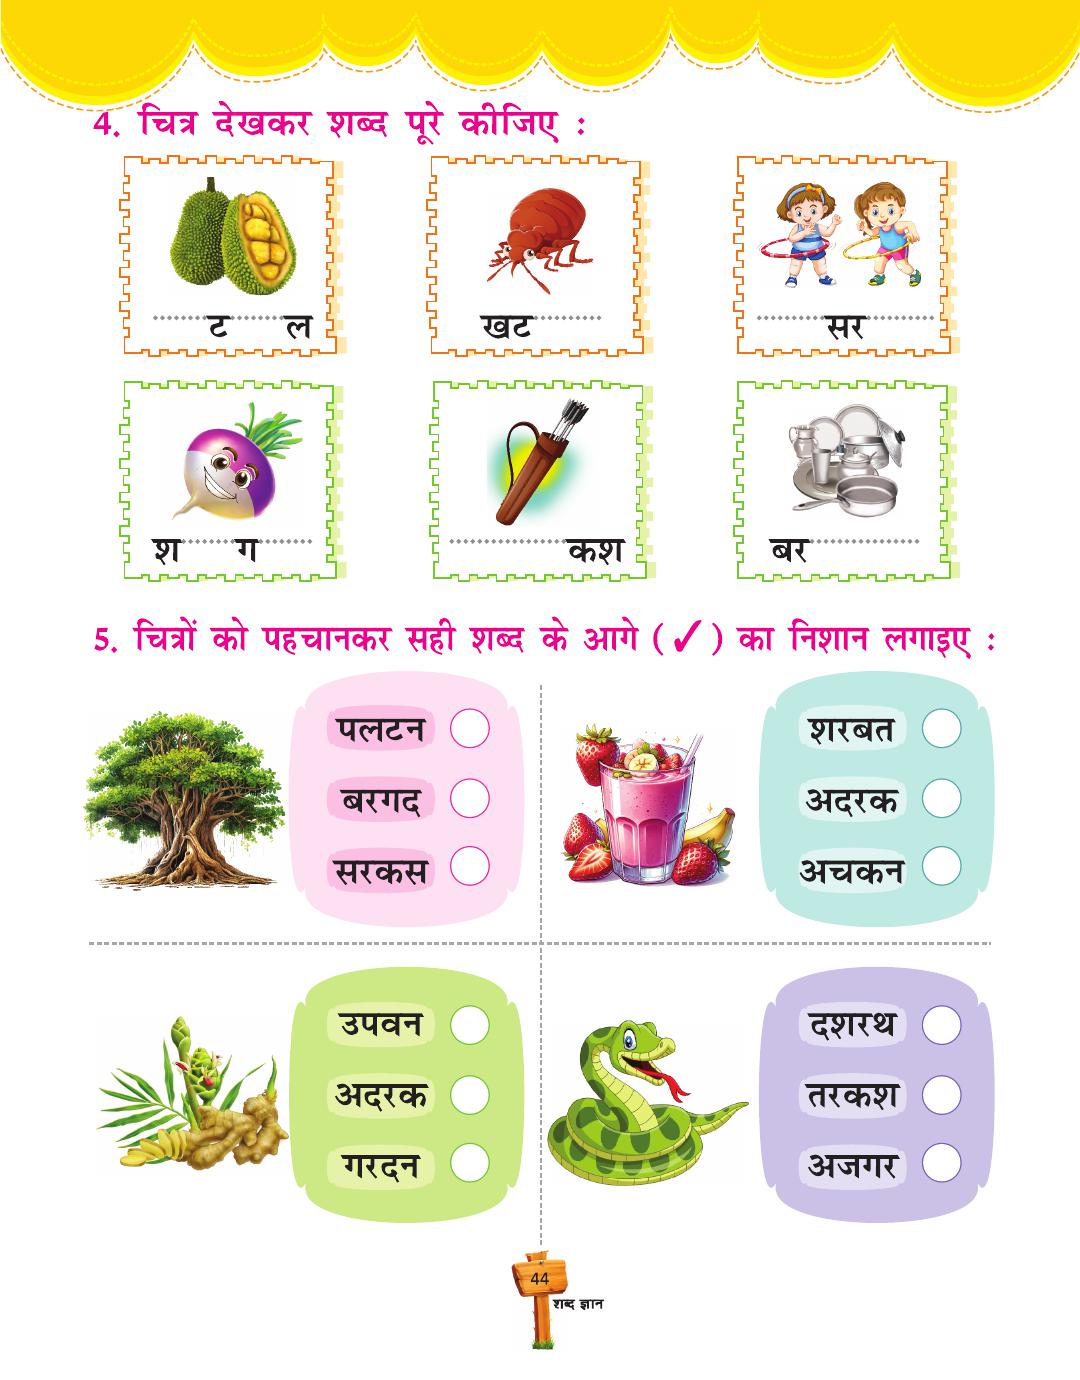 4. चित्र देखकर शब्द पूरे कीजिए :
........ट......ल
खट........
........सर........
श......ग......
............कश
बर............
5. चित्रों को पहचानकर सही शब्द के आगे (✓) का निशान लगाइए :
पलटन
बरगद
सरकस
शरबत
अदरक
अचकन
उपवन
अदरक
गरदन
दशरथ
तरकश
अजगर
44
शब्द ज्ञान